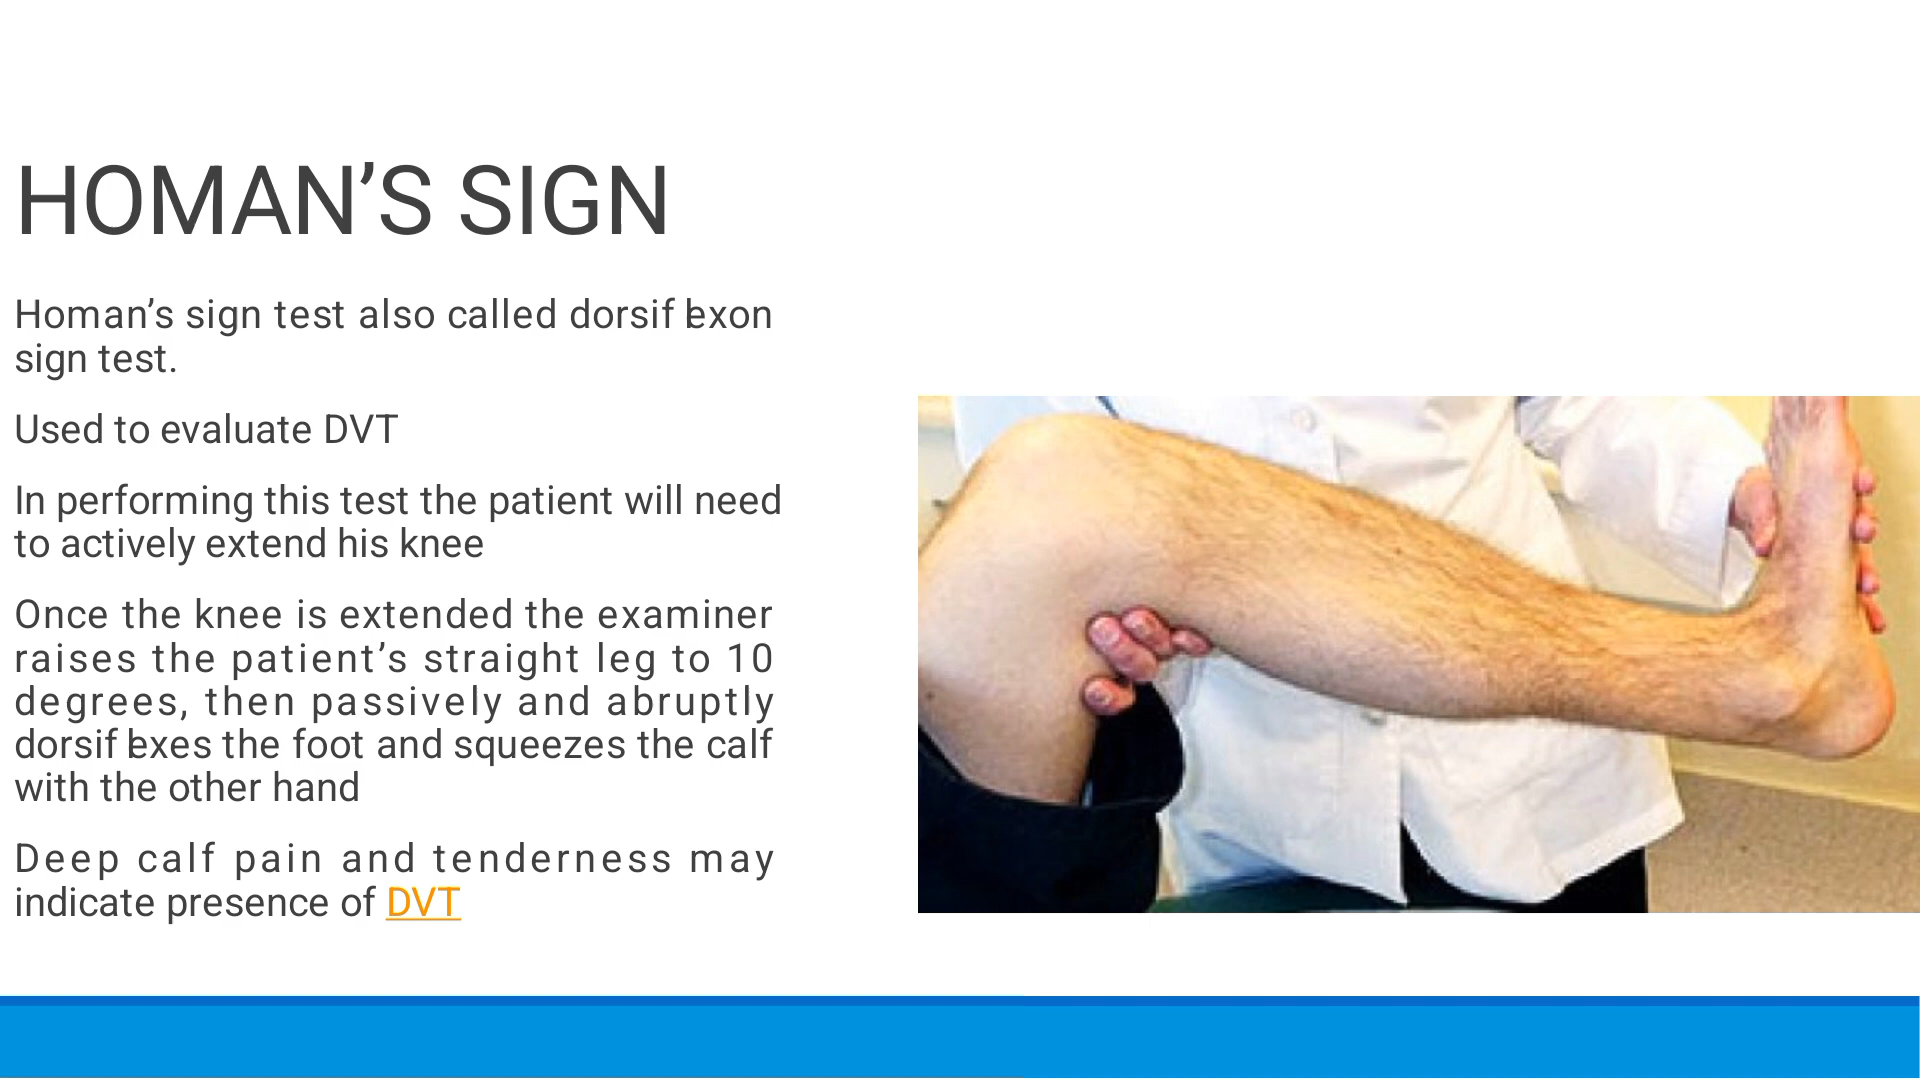 HOMAN’S SIGN
Homan’s sign test also called dorsif exon
sign test.
Used to evaluate DVT
In performing this test the patient will need
to actively extend his knee
Once the knee is extended the examiner
raises the patient’s straight leg to 10
degrees, then passively and abruptly
dorsif exes the foot and squeezes the calf
with the other hand
Deep calf pain and tenderness may
indicate presence of DVT